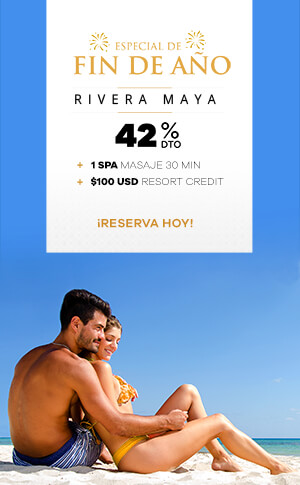 ESPECIAL DE
FIN DE AÑO
RIVERA MAYA
42% DTO
+ 1 SPA MASAJE 30 MIN
+ $100 USD RESORT CREDIT
¡RESERVA HOY!